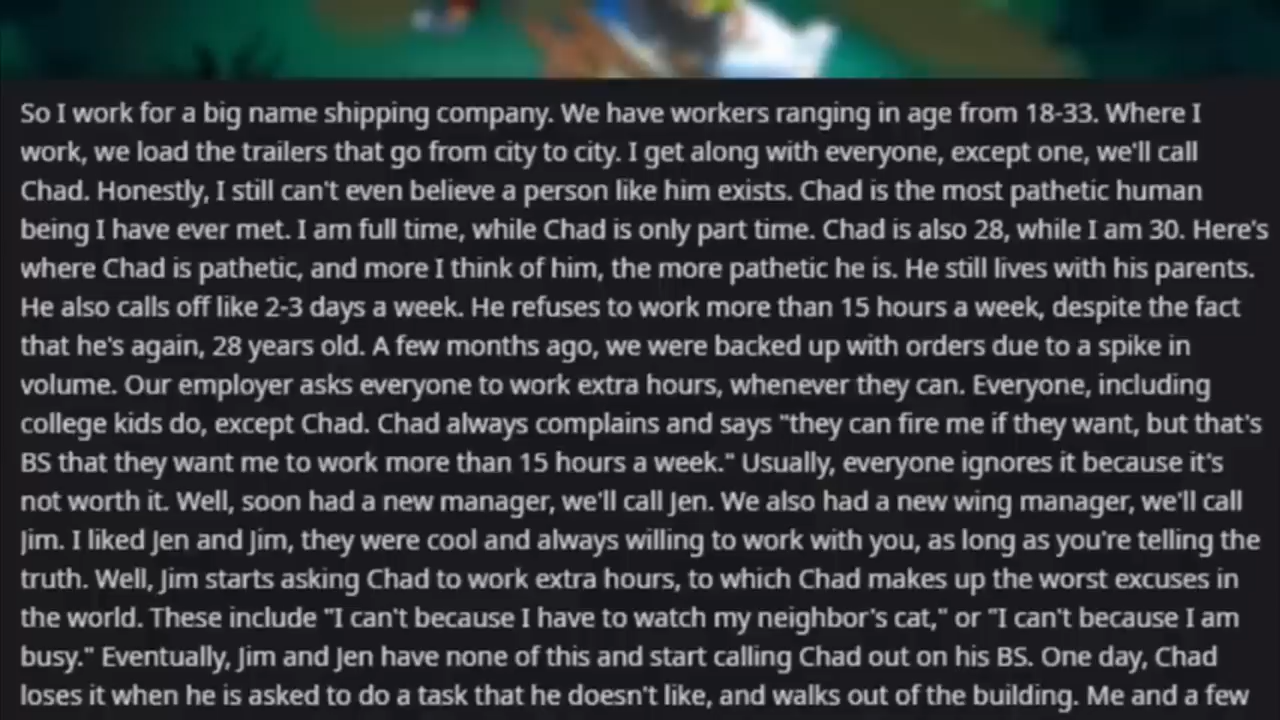 So I work for a big name shipping company. We have workers ranging in age from 18-33. Where I
work, we load the trailers that go from city to city. I get along with everyone, except one, we'll call
Chad. Honestly, I still can't even believe a person like him exists. Chad is the most pathetic human
being I have ever met. I am full time, while Chad is only part time. Chad is also 28, while I am 30. Here's
where Chad is pathetic, and more I think of him, the more pathetic he is. He still lives with his parents.
He also calls off like 2-3 days a week. He refuses to work more than 15 hours a week, despite the fact
that he's again, 28 years old. A few months ago, we were backed up with orders due to a spike in
volume. Our employer asks everyone to work extra hours, whenever they can. Everyone, including
college kids do, except Chad. Chad always complains and says "they can fire me if they want, but that's
BS that they want me to work more than 15 hours a week." Usually, everyone ignores it because it's
not worth it. Well, soon had a new manager, we'll call Jen. We also had a new wing manager, we'll call
Jim. I liked Jen and Jim, they were cool and always willing to work with you, as long as you're telling the
truth. Well, Jim starts asking Chad to work extra hours, to which Chad makes up the worst excuses in
the world. These include "I can't because I have to watch my neighbor's cat," or "I can't because I am
busy." Eventually, Jim and Jen have none of this and start calling Chad out on his BS. One day, Chad
loses it when he is asked to do a task that he doesn't like, and walks out of the building. Me and a few